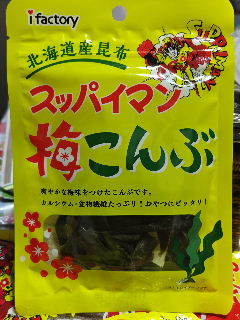 i factory
北海道産昆布
スッパイマン
梅こんぶ
爽やかな梅味をつけたこんぶです。
カルシウム・食物繊維たっぷり!おやつにピッタリ!